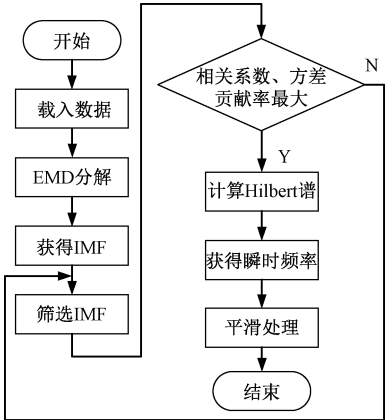 开始
载入数据
EMD分解
获得IMF
筛选IMF
相关系数、方差
贡献率最大
N
Y
计算Hilbert谱
获得瞬时频率
平滑处理
结束